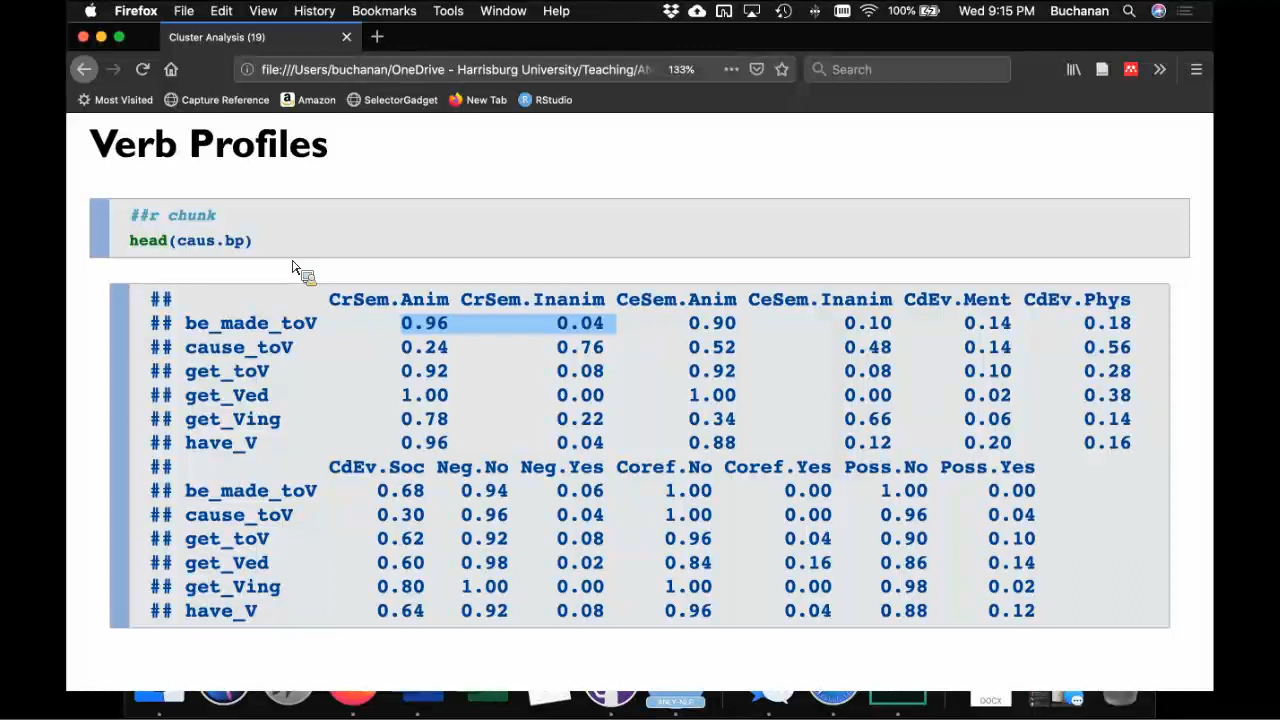 Firefox File Edit View History Bookmarks Tools Window Help 100% Wed 9:15 PM Buchanan
Cluster Analysis (19)
file:///Users/buchanan/OneDrive - Harrisburg University/Teaching/A 133% Search
Most Visited Capture Reference Amazon SelectorGadget New Tab RStudio
Verb Profiles
##r chunk
head(caus.bp)
## CrSem.Anim CrSem.Inanim CeSem.Anim CeSem.Inanim CdEv.Ment CdEv.Phys
## be_made_toV 0.96 0.04 0.90 0.10 0.14 0.18
## cause_toV 0.24 0.76 0.52 0.48 0.14 0.56
## get_toV 0.92 0.08 0.92 0.08 0.10 0.28
## get_Ved 1.00 0.00 1.00 0.00 0.02 0.38
## get_Ving 0.78 0.22 0.34 0.66 0.06 0.14
## have_V 0.96 0.04 0.88 0.12 0.20 0.16
## CdEv.Soc Neg.No Neg.Yes Coref.No Coref.Yes Poss.No Poss.Yes
## be_made_toV 0.68 0.94 0.06 1.00 0.00 1.00 0.00
## cause_toV 0.30 0.96 0.04 1.00 0.00 0.96 0.04
## get_toV 0.62 0.92 0.08 0.96 0.04 0.90 0.10
## get_Ved 0.60 0.98 0.02 0.84 0.16 0.86 0.14
## get_Ving 0.80 1.00 0.00 1.00 0.00 0.98 0.02
## have_V 0.64 0.92 0.08 0.96 0.04 0.88 0.12
DOCX